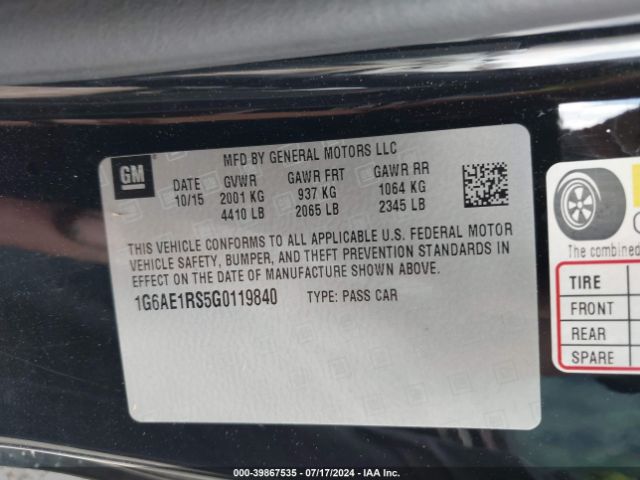 GM
MFD BY GENERAL MOTORS LLC
DATE GVWR GAWR FRT GAWR RR
10/15 2001 KG 937 KG 1064 KG
4410 LB 2065 LB 2345 LB
THIS VEHICLE CONFORMS TO ALL APPLICABLE U.S. FEDERAL MOTOR
VEHICLE SAFETY, BUMPER, AND THEFT PREVENTION STANDARDS IN
EFFECT ON THE DATE OF MANUFACTURE SHOWN ABOVE.
1G6AE1RS5G0119840 TYPE: PASS CAR
The combined
TIRE
FRONT
REAR
SPARE
000-39867535 - 07/17/2024 - IAA Inc.